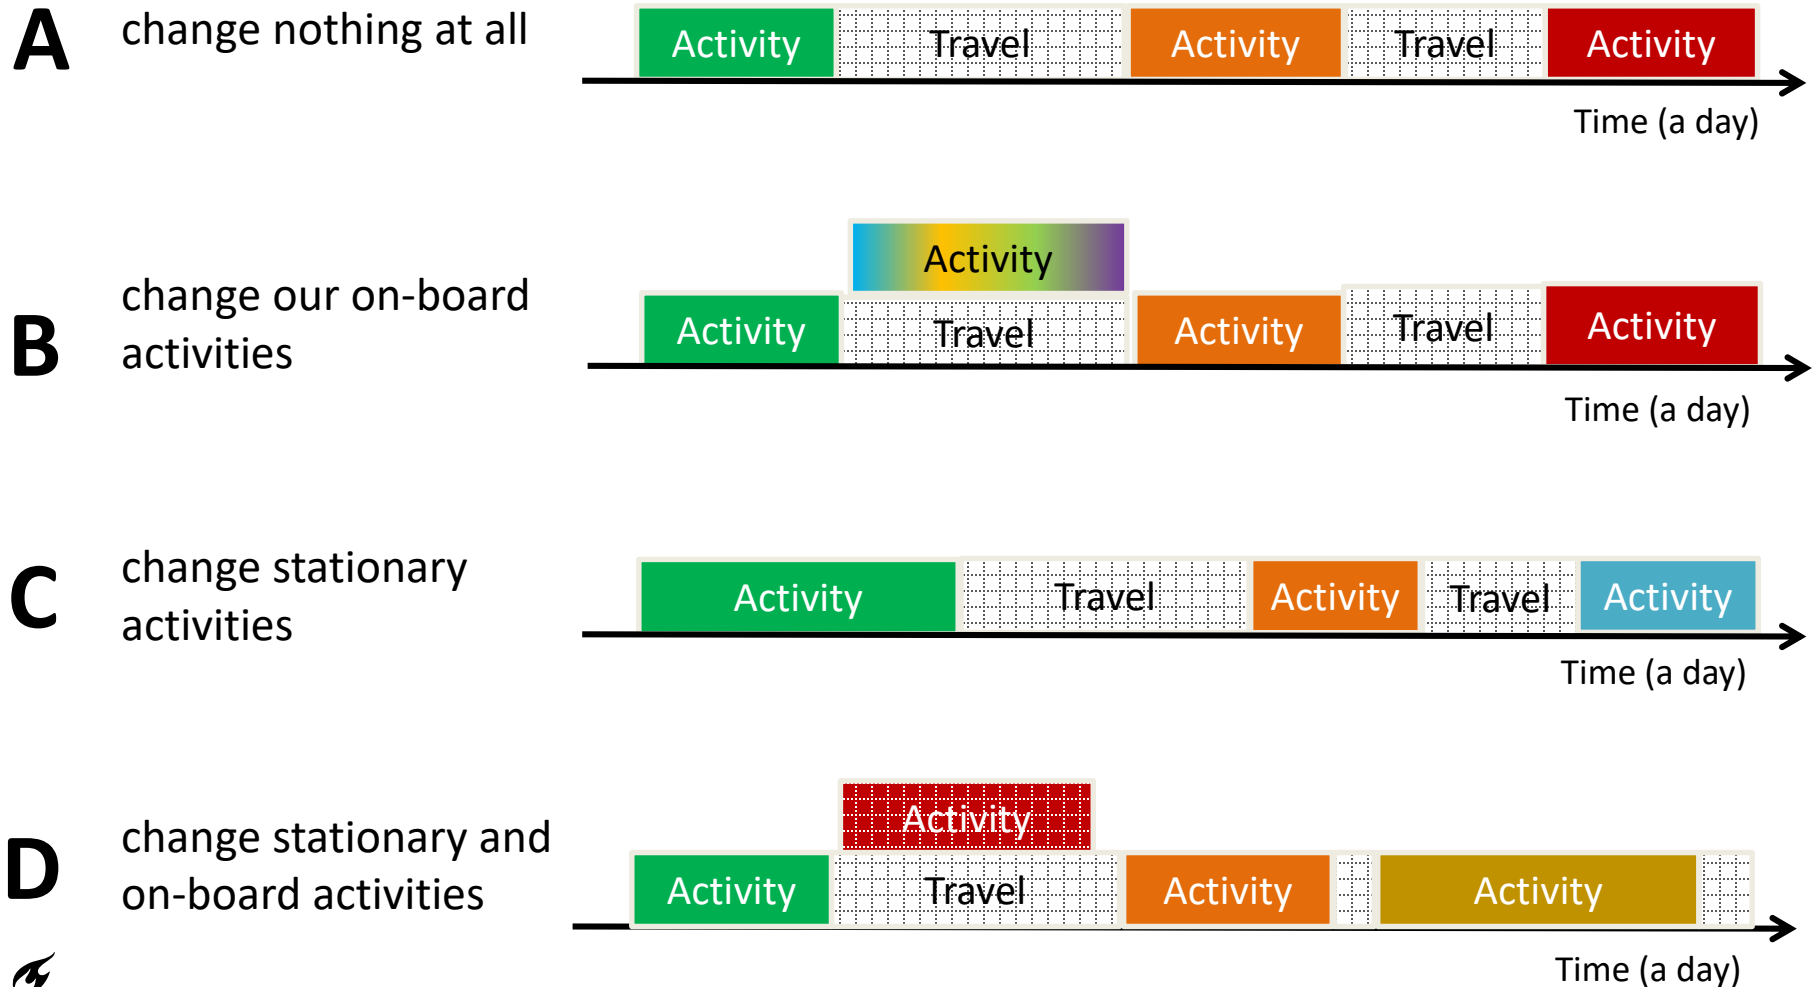 A
change nothing at all
Activity Travel Activity Travel Activity
Time (a day)
Activity
B
change our on-board
activities
Activity Travel Activity Travel Activity
Time (a day)
C
change stationary
activities
Activity Travel Activity Travel Activity
Time (a day)
Activity
D
change stationary and
on-board activities
Activity Travel Activity Activity
Time (a day)